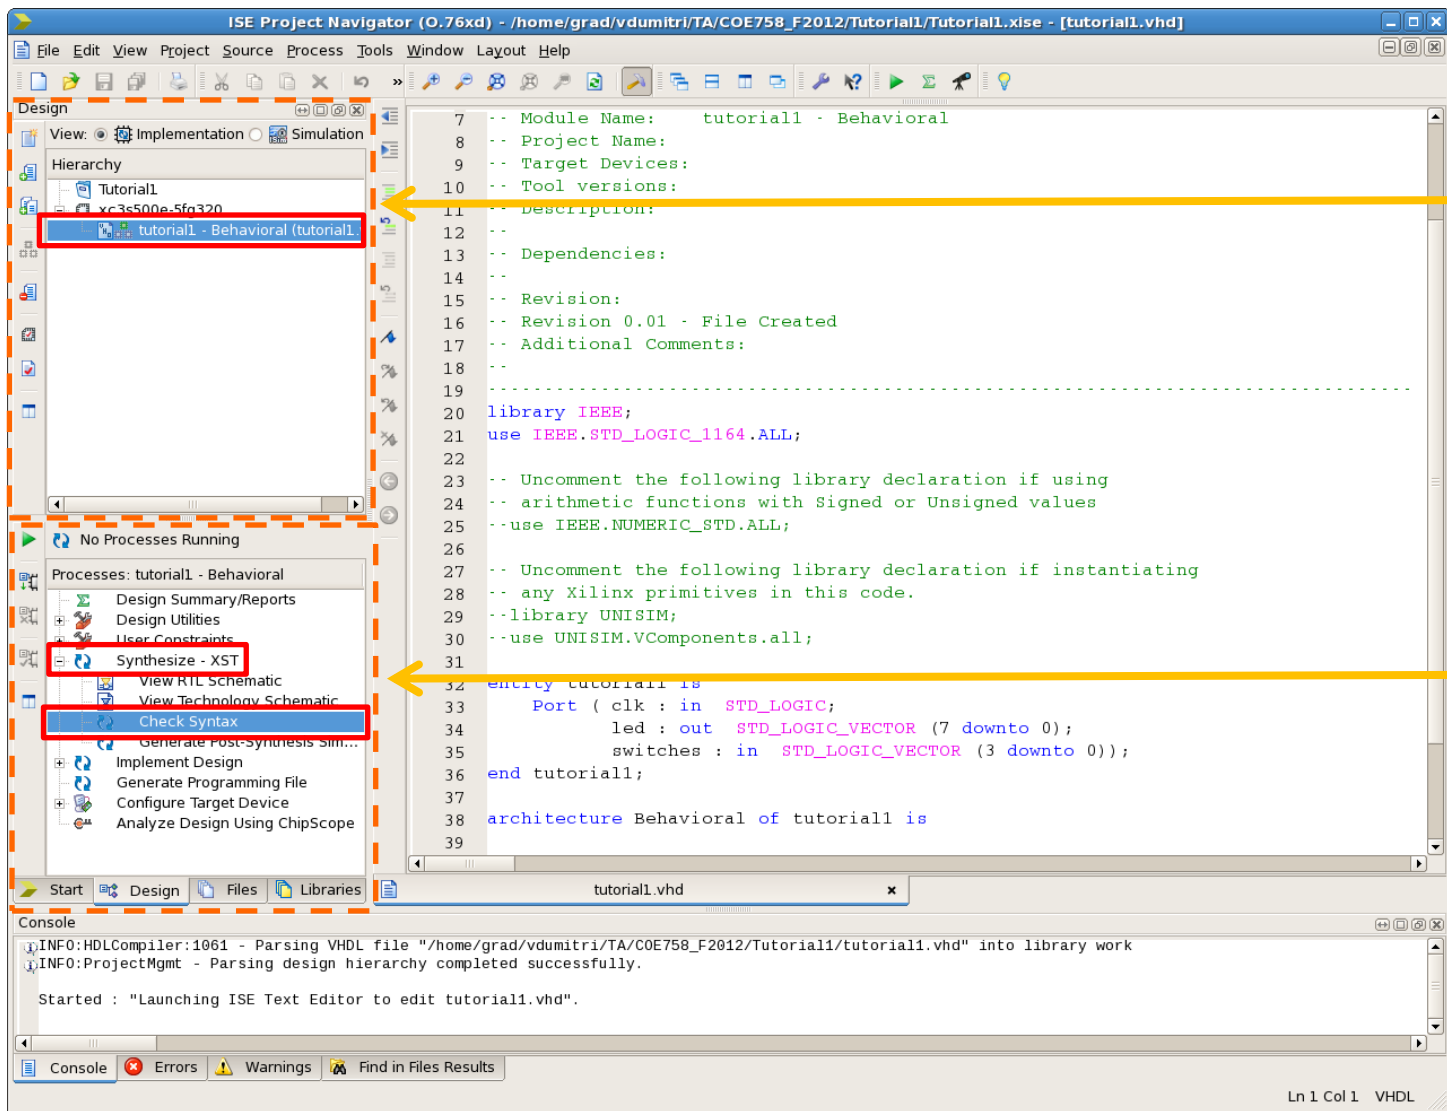 ISE Project Navigator (O.76xd) - /home/grad/vdumitri/TA/COE758_F2012/Tutorial1/Tutorial1.xise - [tutorial1.vhd]
File Edit View Project Source Process Tools Window Layout Help
Design
View: Implementation Simulation
Hierarchy
Tutorial1
xc3s500e-5fg320
tutorial1 - Behavioral (tutorial1.
No Processes Running
Processes: tutorial1 - Behavioral
Design Summary/Reports
Design Utilities
User Constraints
Synthesize - XST
View RTL Schematic
View Technology Schematic
Check Syntax
Generate Post-Synthesis Sim...
Implement Design
Generate Programming File
Configure Target Device
Analyze Design Using ChipScope
Start Design Files Libraries
7 -- Module Name: tutorial1 - Behavioral
8 -- Project Name:
9 -- Target Devices:
10 -- Tool versions:
11 -- Description:
12 --
13 -- Dependencies:
14 --
15 -- Revision:
16 -- Revision 0.01 - File Created
17 -- Additional Comments:
18 --
19 ----------------------------------------------------------------------------------
20 library IEEE;
21 use IEEE.STD_LOGIC_1164.ALL;
22
23 -- Uncomment the following library declaration if using
24 -- arithmetic functions with Signed or Unsigned values
25 --use IEEE.NUMERIC_STD.ALL;
26
27 -- Uncomment the following library declaration if instantiating
28 -- any Xilinx primitives in this code.
29 --library UNISIM;
30 --use UNISIM.VComponents.all;
31
32 entity tutorial1 is
33 Port ( clk : in STD_LOGIC;
34 led : out STD_LOGIC_VECTOR (7 downto 0);
35 switches : in STD_LOGIC_VECTOR (3 downto 0));
36 end tutorial1;
37
38 architecture Behavioral of tutorial1 is
39
tutorial1.vhd
Console
INFO:HDLCompiler:1061 - Parsing VHDL file "/home/grad/vdumitri/TA/COE758_F2012/Tutorial1/tutorial1.vhd" into library work
INFO:ProjectMgmt - Parsing design hierarchy completed successfully.
Started : "Launching ISE Text Editor to edit tutorial1.vhd".
Console Errors Warnings Find in Files Results
Ln 1 Col 1 VHDL